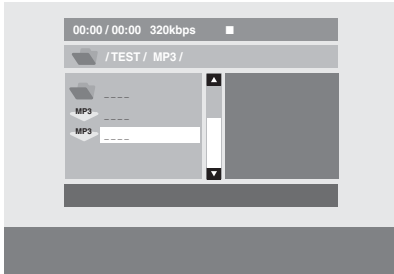 00:00 / 00:00 320kbps
/ TEST / MP3 /
_ _ _ _
MP3 _ _ _ _
MP3 _ _ _ _